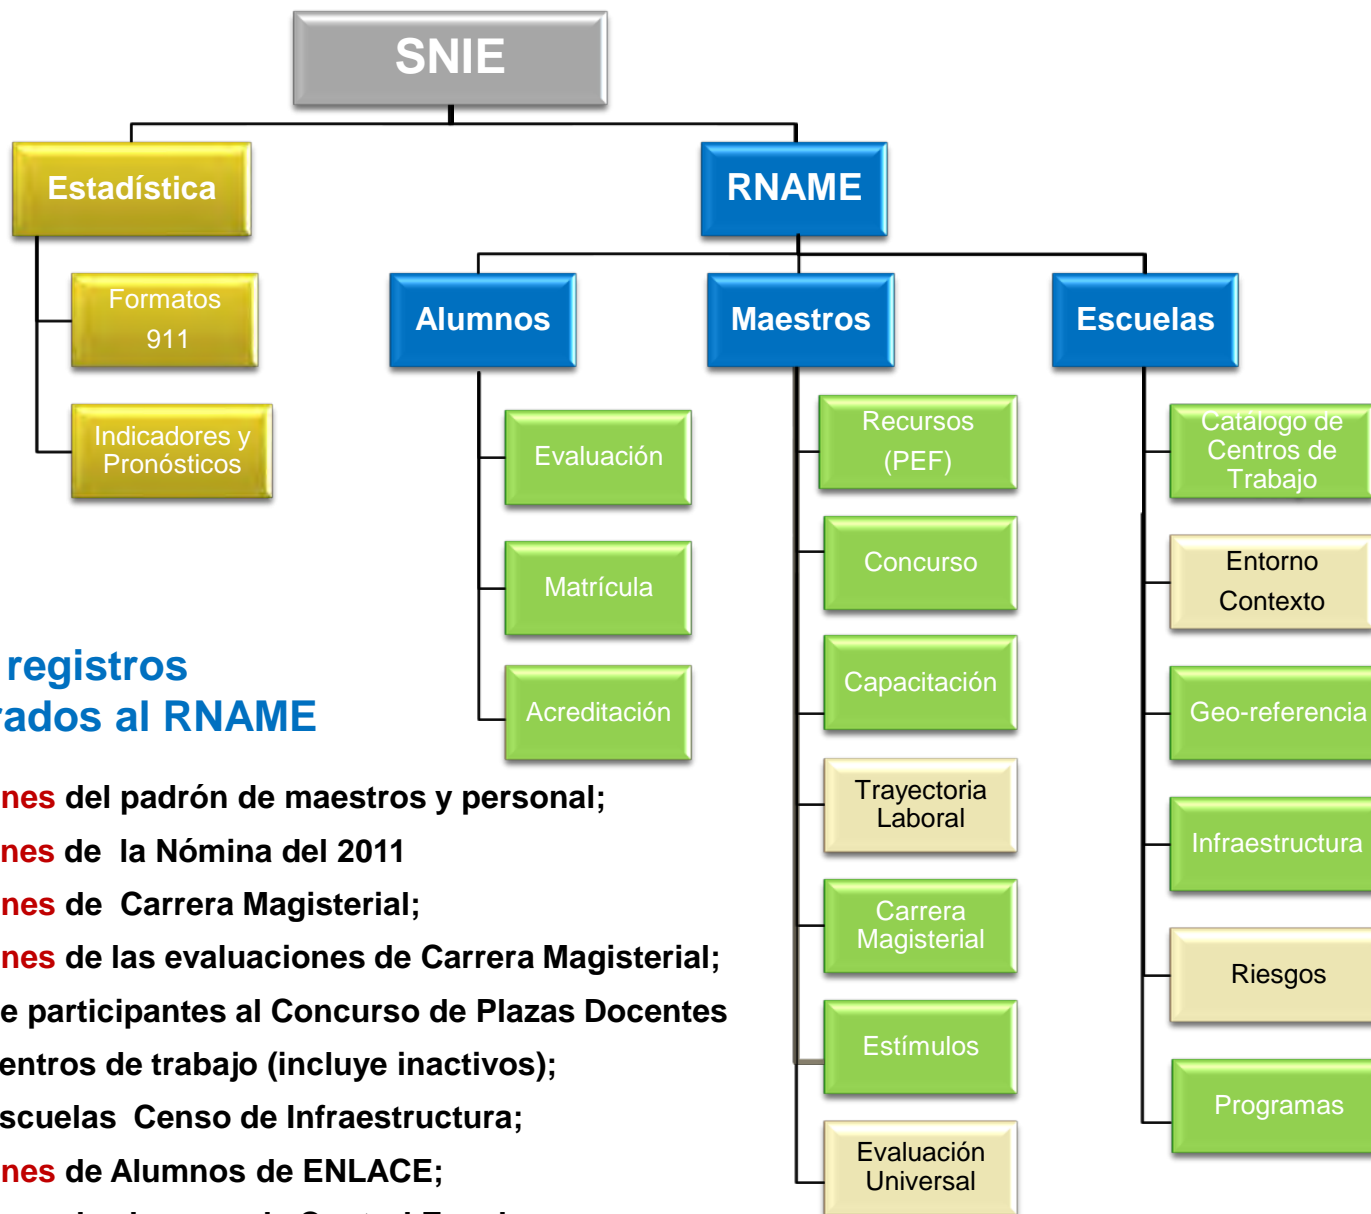 SNIE
Estadística
RNAME
Formatos
911
Indicadores y
Pronósticos
Alumnos
Maestros
Escuelas
Evaluación
Matrícula
Acreditación
Recursos
(PEF)
Concurso
Capacitación
Trayectoria
Laboral
Carrera
Magisterial
Estímulos
Evaluación
Universal
Catálogo de
Centros de
Trabajo
Entorno
Contexto
Geo-referencia
Infraestructura
Riesgos
Programas
registros
rados al RNAME
nes del padrón de maestros y personal;
nes de la Nómina del 2011
nes de Carrera Magisterial;
nes de las evaluaciones de Carrera Magisterial;
e participantes al Concurso de Plazas Docentes
entros de trabajo (incluye inactivos);
scuelas Censo de Infraestructura;
nes de Alumnos de ENLACE;